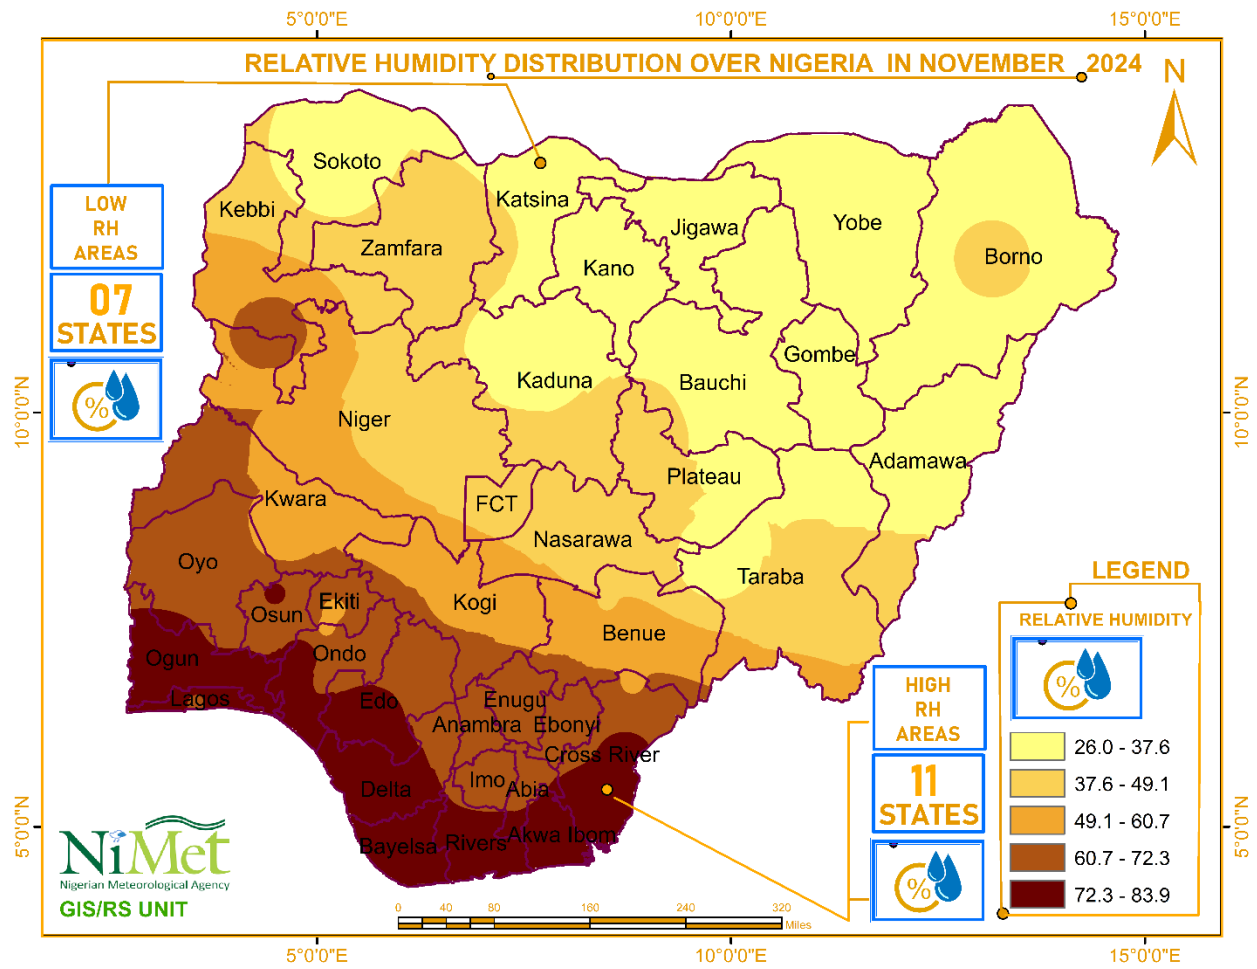 5°0'0"E
10°0'0"E
15°0'0"E
RELATIVE HUMIDITY DISTRIBUTION OVER NIGERIA IN NOVEMBER 2024
N
LOW
RH
AREAS
07
STATES
%
10°0'0"N
10°0'0"N
Sokoto
Kebbi
Zamfara
Katsina
Kano
Jigawa
Yobe
Borno
Gombe
Kaduna
Bauchi
Niger
Adamawa
Plateau
Kwara
FCT
Nasarawa
Oyo
Taraba
Osun
Ekiti
Kogi
Benue
Ogun
Ondo
Lagos
Edo
Enugu
Anambra
Ebonyi
Cross River
Imo
Abia
Delta
Bayelsa
Rivers
Akwa Ibom
HIGH
RH
AREAS
11
STATES
%
LEGEND
RELATIVE HUMIDITY
%
26.0 - 37.6
37.6 - 49.1
49.1 - 60.7
60.7 - 72.3
72.3 - 83.9
5°0'0"N
5°0'0"N
NiMet
Nigerian Meteorological Agency
GIS/RS UNIT
0 40 80 160 240 320
Miles
5°0'0"E
10°0'0"E
15°0'0"E